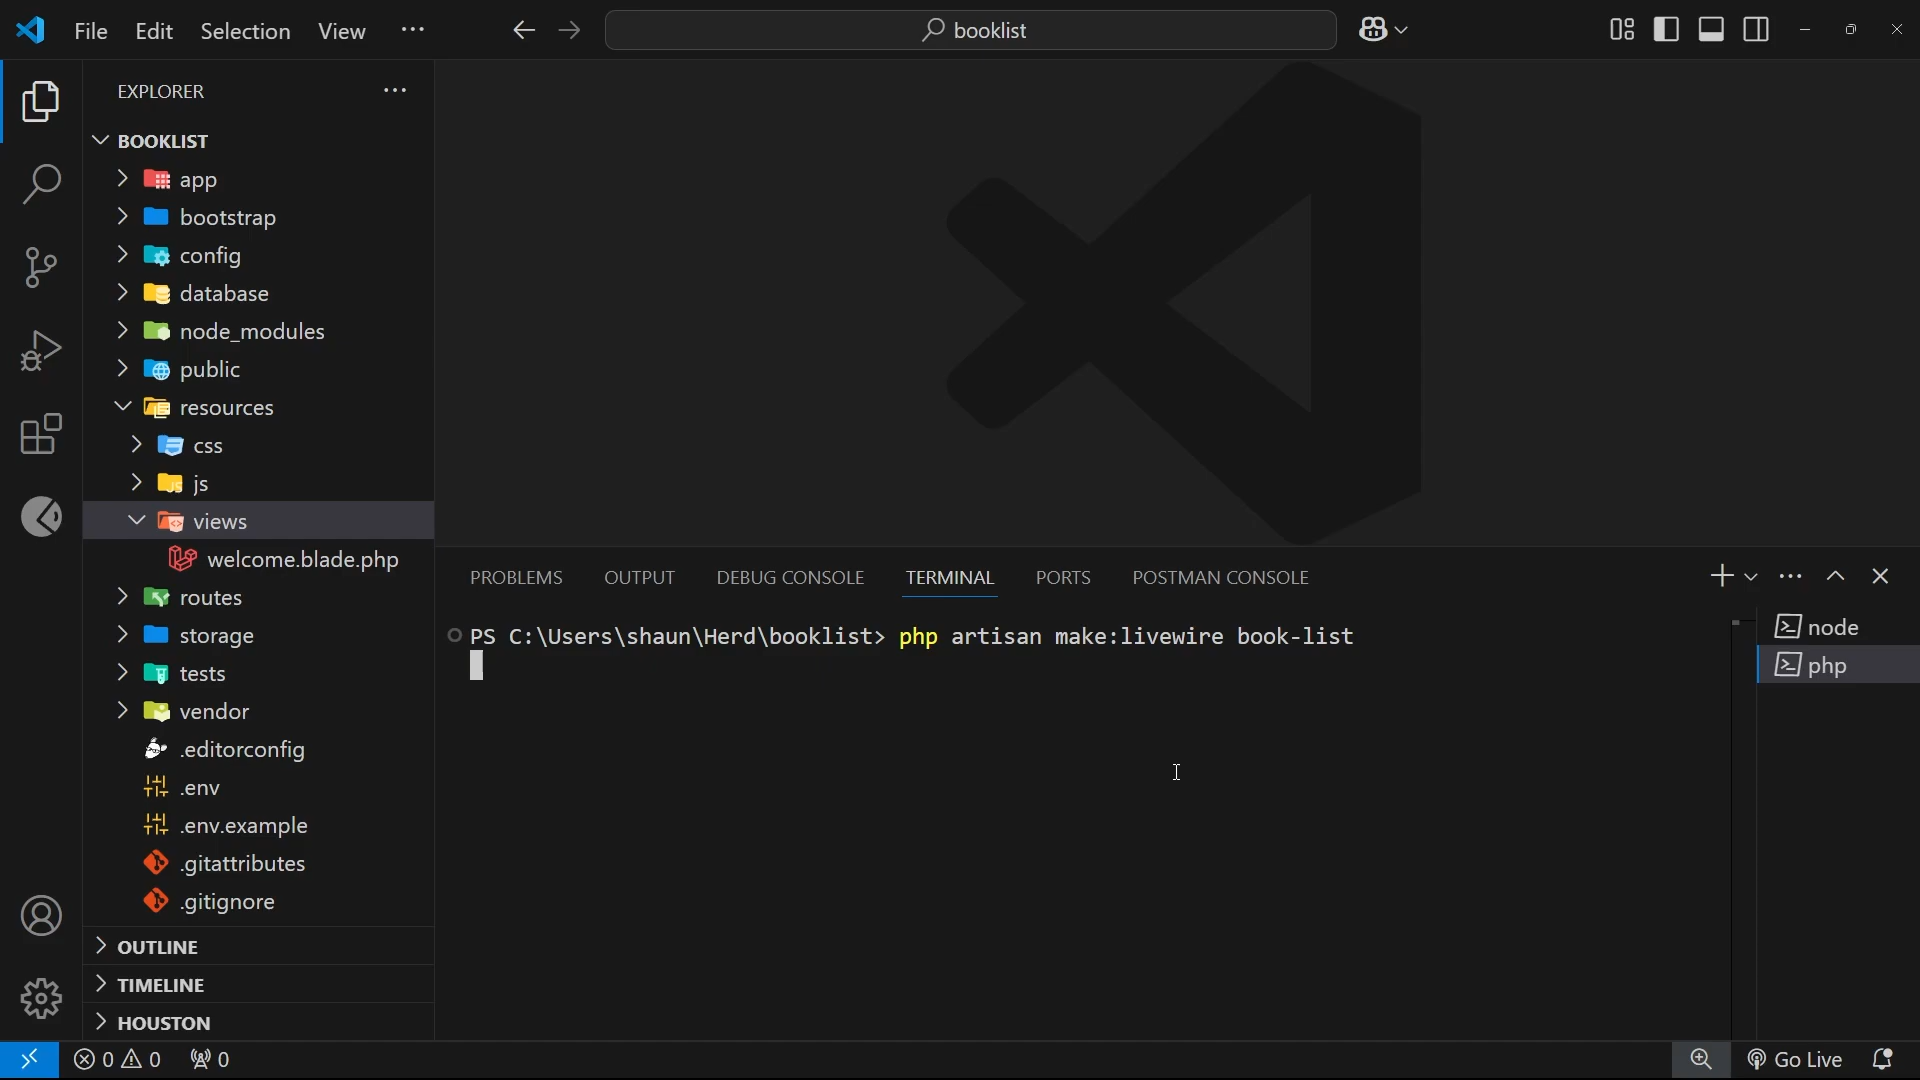 File Edit Selection View ···
booklist
EXPLORER ···
BOOKLIST
app
bootstrap
config
database
node_modules
public
resources
css
js
views
welcome.blade.php
routes
storage
tests
vendor
.editorconfig
.env
.env.example
.gitattributes
.gitignore
OUTLINE
TIMELINE
HOUSTON
PROBLEMS OUTPUT DEBUG CONSOLE TERMINAL PORTS POSTMAN CONSOLE
PS C:\Users\shaun\Herd\booklist> php artisan make:livewire book-list
node
php
0 0 0
Go Live